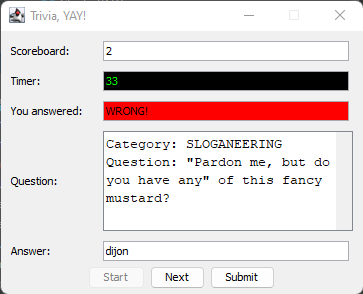 Trivia, YAY!
Scoreboard: 2
Timer: 33
You answered: WRONG!
Category: SLOGANEERING
Question: "Pardon me, but do
you have any" of this fancy
Question: mustard?
Answer: dijon
Start Next Submit